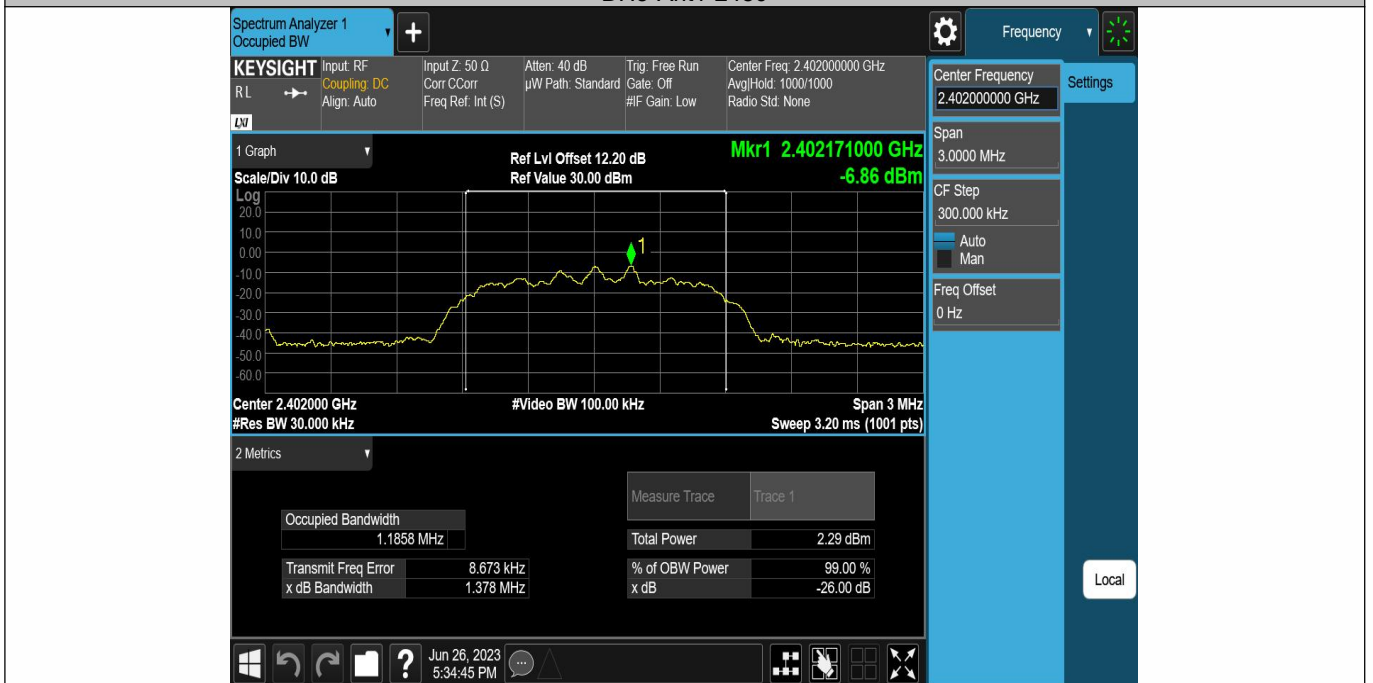 Spectrum Analyzer 1
Occupied BW
+
Frequency
KEYSIGHT
R L
LXI
Input: RF
Coupling: DC
Align: Auto
Input Z: 50 Ω
Corr CCorr
Freq Ref: Int (S)
Atten: 40 dB
µW Path: Standard
Trig: Free Run
Gate: Off
#IF Gain: Low
Center Freq: 2.402000000 GHz
Avg|Hold: 1000/1000
Radio Std: None
Center Frequency
2.402000000 GHz
Settings
Span
3.0000 MHz
CF Step
300.000 kHz
Auto
Man
Freq Offset
0 Hz
Local
1 Graph
Scale/Div 10.0 dB
Ref Lvl Offset 12.20 dB
Ref Value 30.00 dBm
Mkr1 2.402171000 GHz
-6.86 dBm
Log
20.0
10.0
0.00
-10.0
-20.0
-30.0
-40.0
-50.0
-60.0
1
Center 2.402000 GHz
#Video BW 100.00 kHz
Span 3 MHz
#Res BW 30.000 kHz
Sweep 3.20 ms (1001 pts)
2 Metrics
Measure Trace
Trace 1
Occupied Bandwidth
1.1858 MHz
Total Power
2.29 dBm
Transmit Freq Error
8.673 kHz
% of OBW Power
99.00 %
x dB Bandwidth
1.378 MHz
x dB
-26.00 dB
?
Jun 26, 2023
5:34:45 PM